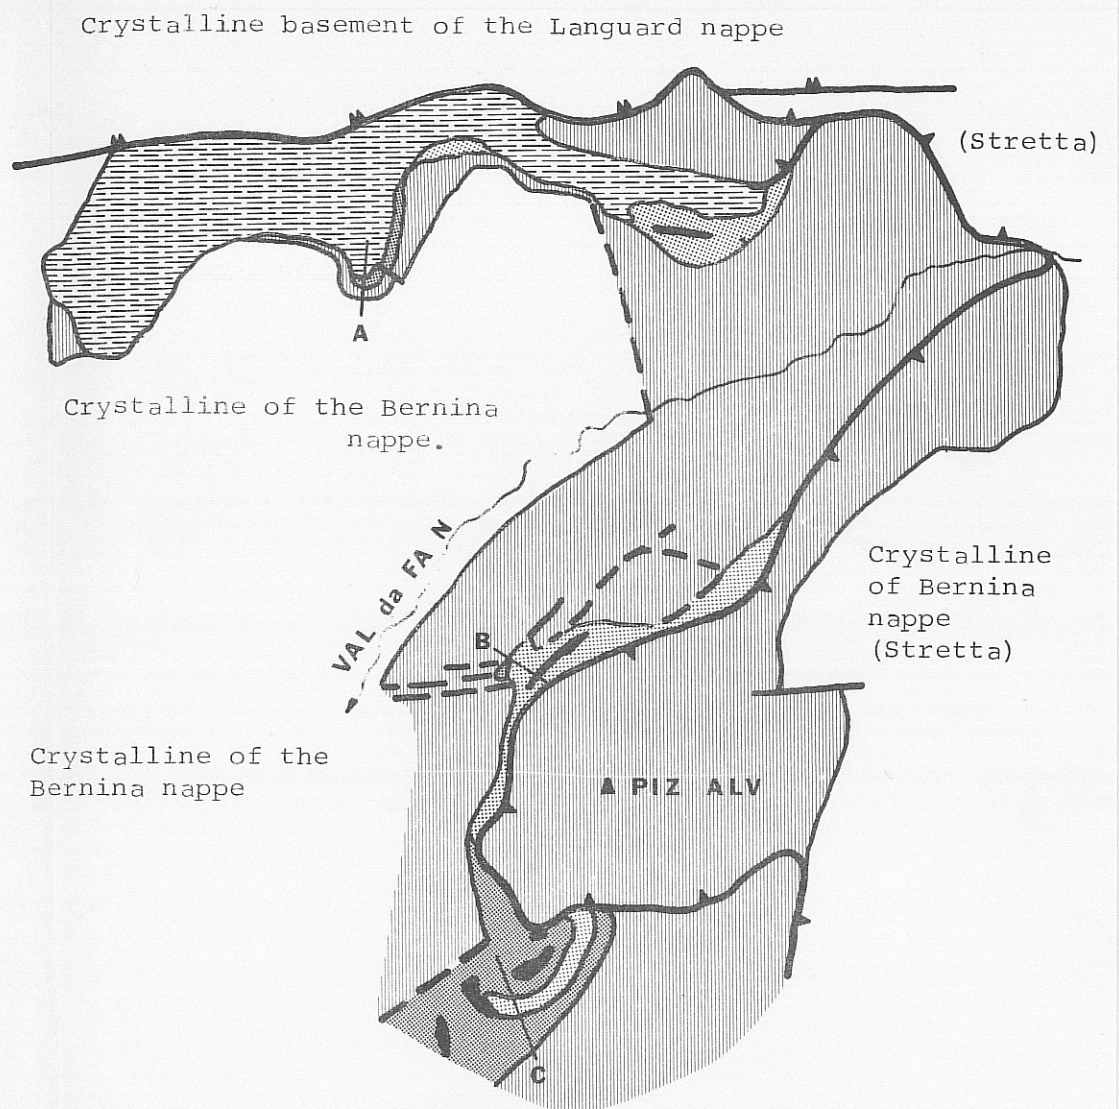 Crystalline basement of the Languard nappe
(Stretta)
A
Crystalline of the Bernina
nappe.
VAL da FA N
B
Crystalline
of Bernina
nappe
(Stretta)
Crystalline of the
Bernina nappe
PIZ ALV
C